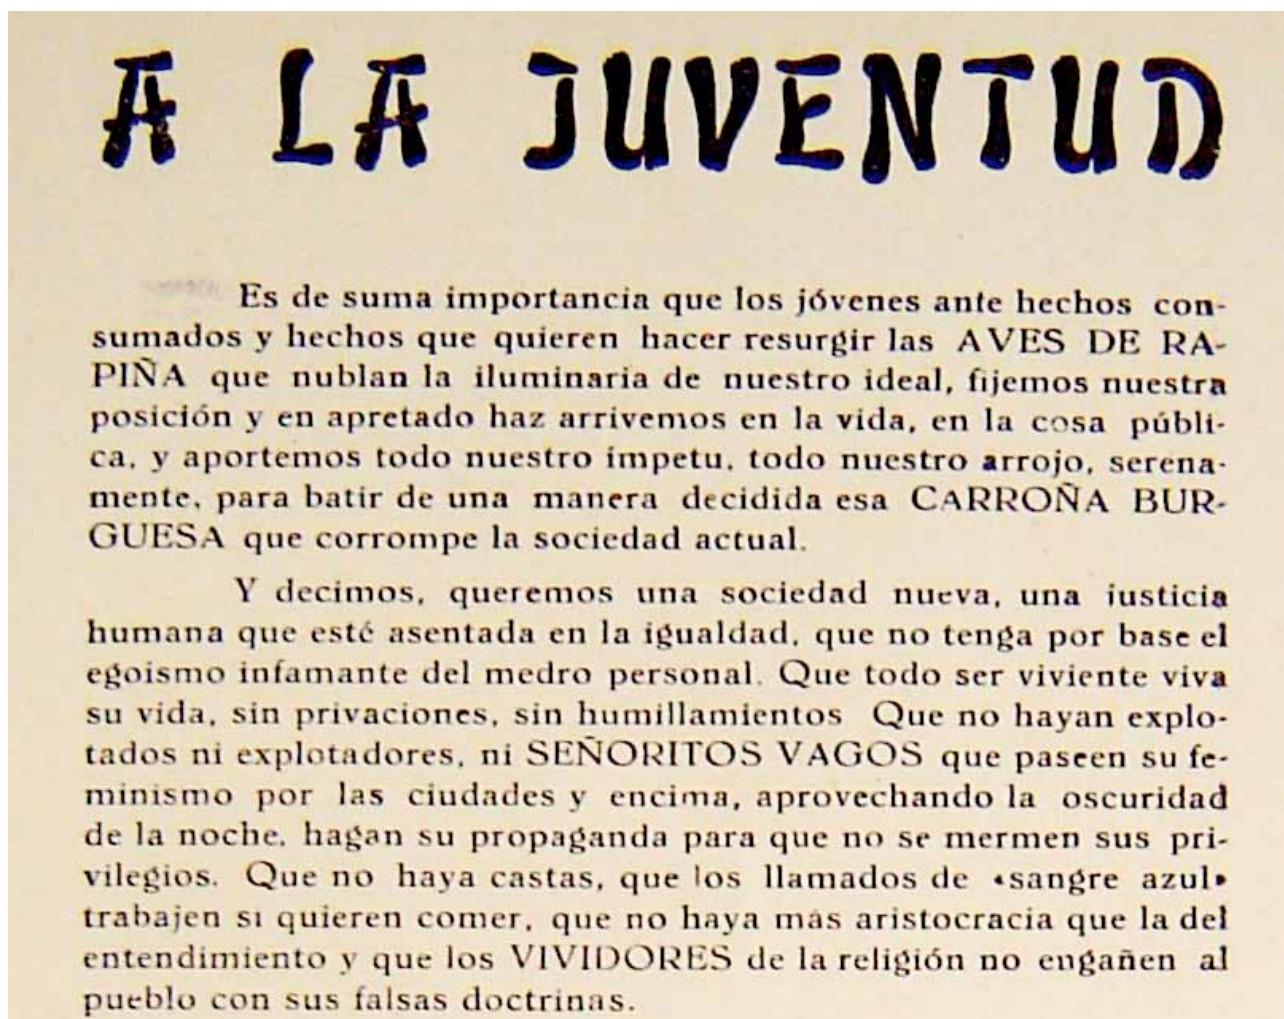 A LA JUVENTUD
Es de suma importancia que los jóvenes ante hechos con-
sumados y hechos que quieren hacer resurgir las AVES DE RA-
PIÑA que nublan la iluminaria de nuestro ideal, fijemos nuestra
posición y en apretado haz arrivemos en la vida, en la cosa públi-
ca, y aportemos todo nuestro ímpetu, todo nuestro arrojo, serena-
mente, para batir de una manera decidida esa CARROÑA BUR-
GUESA que corrompe la sociedad actual.
Y decimos, queremos una sociedad nueva, una justicia
humana que esté asentada en la igualdad, que no tenga por base el
egoismo infamante del medro personal. Que todo ser viviente viva
su vida, sin privaciones, sin humillamientos Que no hayan explo-
tados ni explotadores, ni SEÑORITOS VAGOS que paseen su fe-
minismo por las ciudades y encima, aprovechando la oscuridad
de la noche, hagan su propaganda para que no se mermen sus pri-
vilegios. Que no haya castas, que los llamados de «sangre azul»
trabajen si quieren comer, que no haya más aristocracia que la del
entendimiento y que los VIVIDORES de la religión no engañen al
pueblo con sus falsas doctrinas.